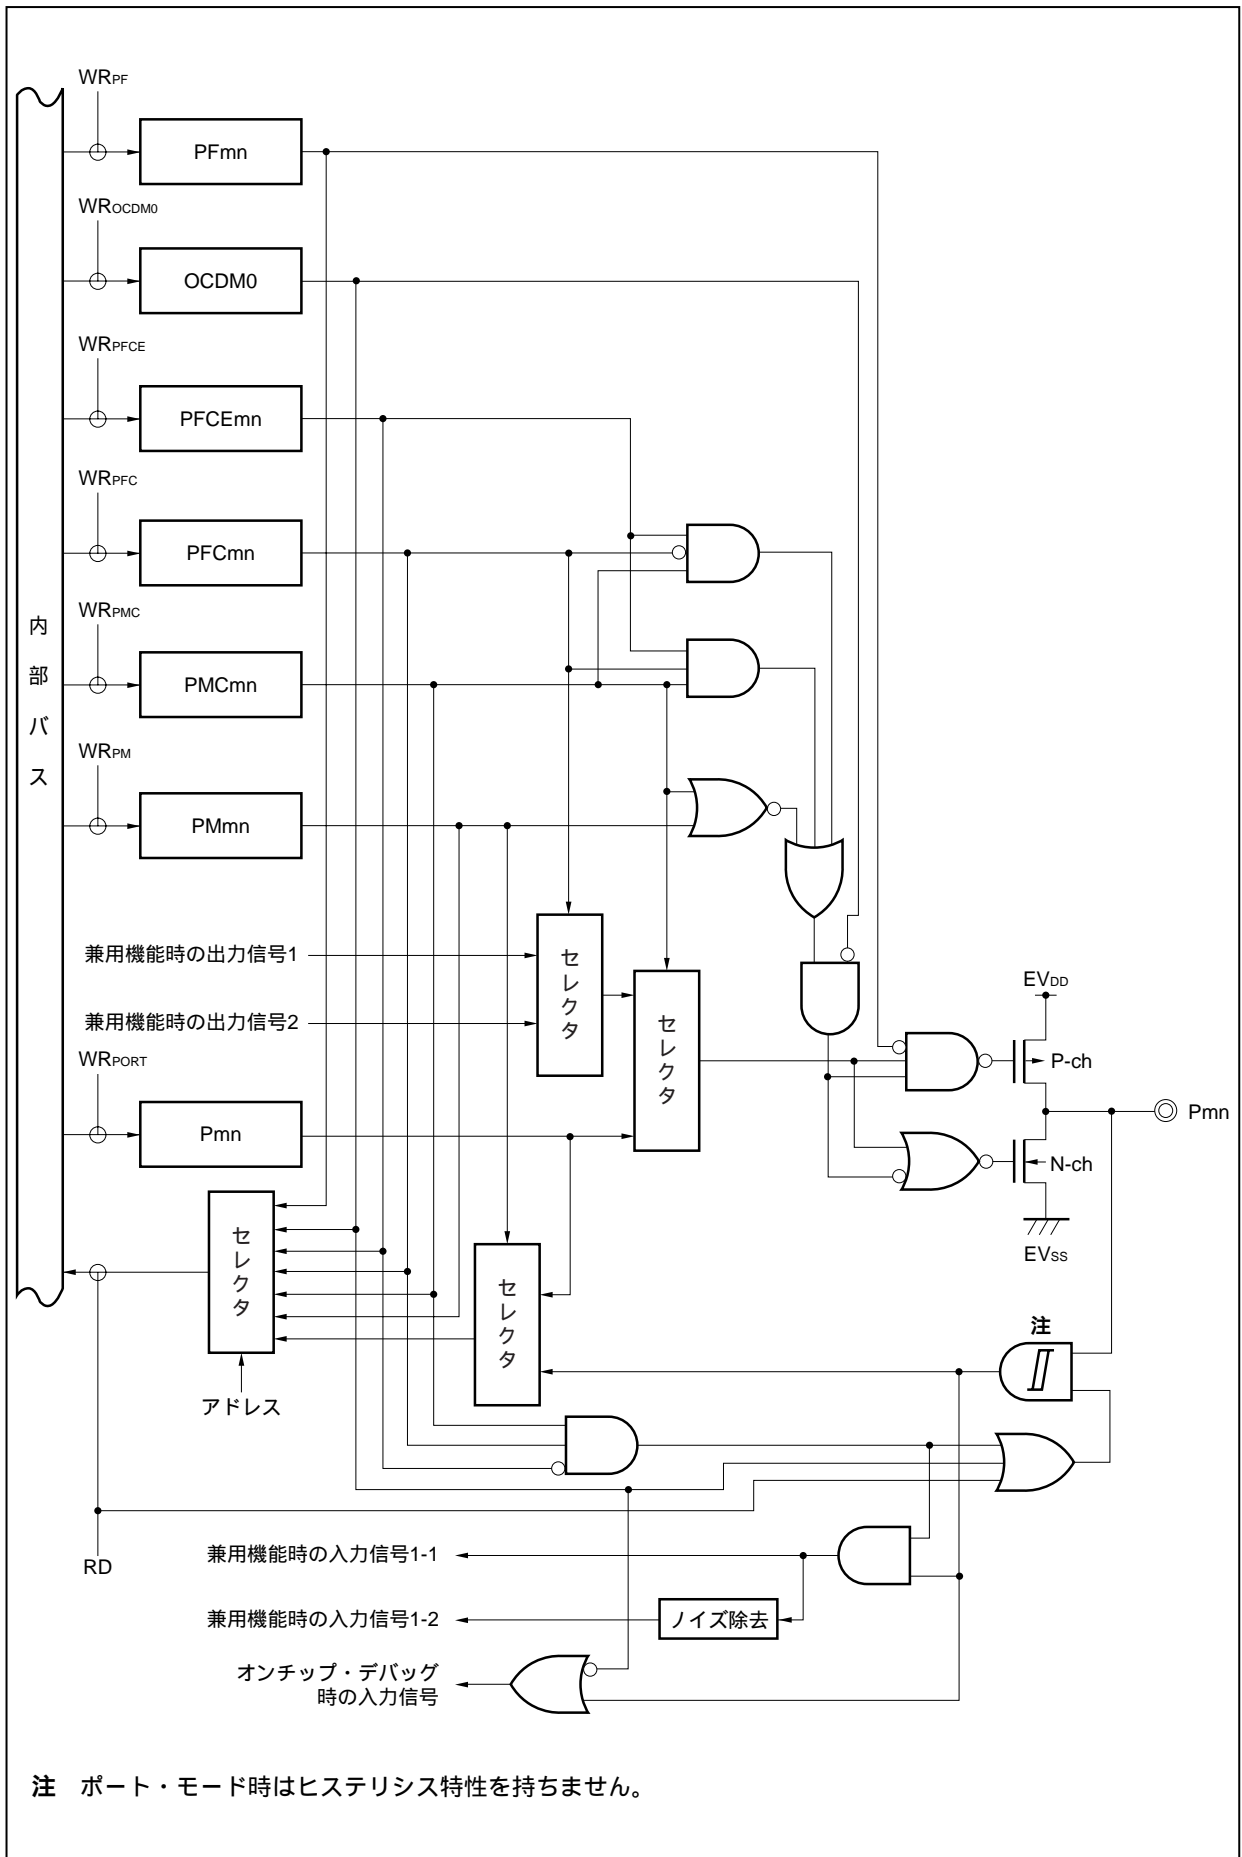 WRPF
PFmn
WROCDM0
OCDM0
WRPFCE
PFCEmn
WRPFC
PFCmn
内部バス
WRPMC
PMCmn
WRPM
PMmn
兼用機能時の出力信号1
兼用機能時の出力信号2
セレクタ
セレクタ
WRPORT
Pmn
EVDD
P-ch
Pmn
N-ch
EVSS
セレクタ
セレクタ
アドレス
注
RD
兼用機能時の入力信号1-1
兼用機能時の入力信号1-2
ノイズ除去
オンチップ・デバッグ
時の入力信号
注 ポート・モード時はヒステリシス特性を持ちません。